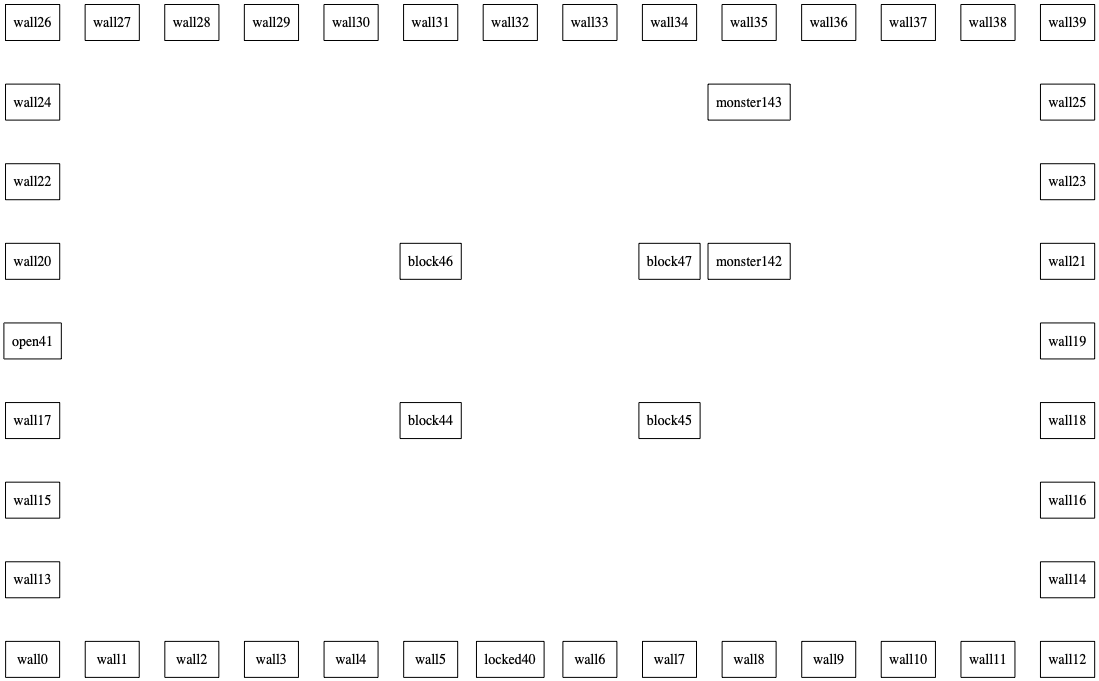 wall26 wall27 wall28 wall29 wall30 wall31 wall32 wall33 wall34 wall35 wall36 wall37 wall38 wall39
wall24 monster143 wall25
wall22 wall23
wall20 block46 block47 monster142 wall21
open41 wall19
wall17 block44 block45 wall18
wall15 wall16
wall13 wall14
wall0 wall1 wall2 wall3 wall4 wall5 locked40 wall6 wall7 wall8 wall9 wall10 wall11 wall12